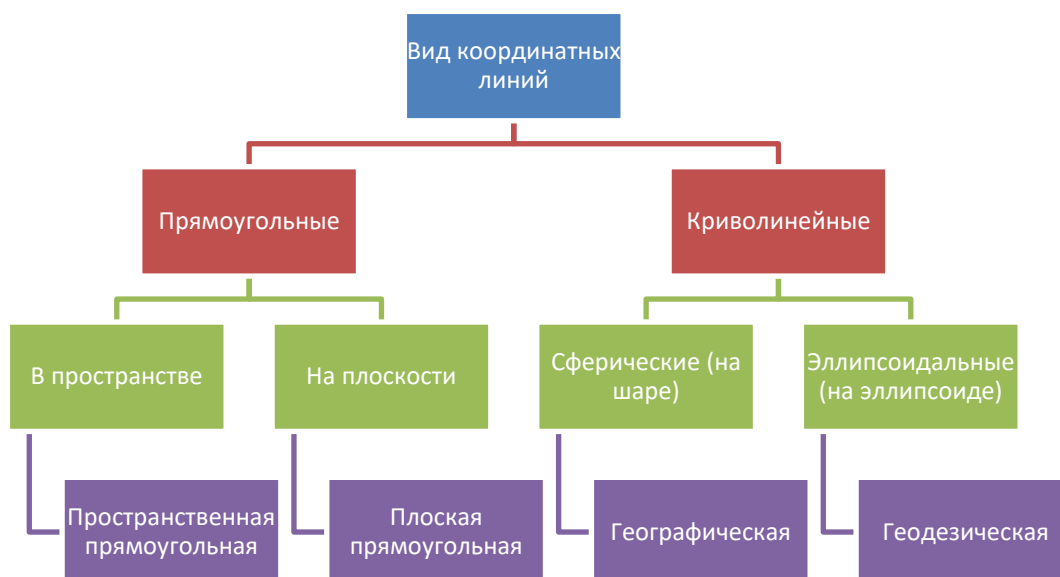 Вид координатных
линий
Прямоугольные
Криволинейные
В пространстве
На плоскости
Сферические (на
шаре)
Эллипсоидальные
(на эллипсоиде)
Пространственная
прямоугольная
Плоская
прямоугольная
Географическая
Геодезическая